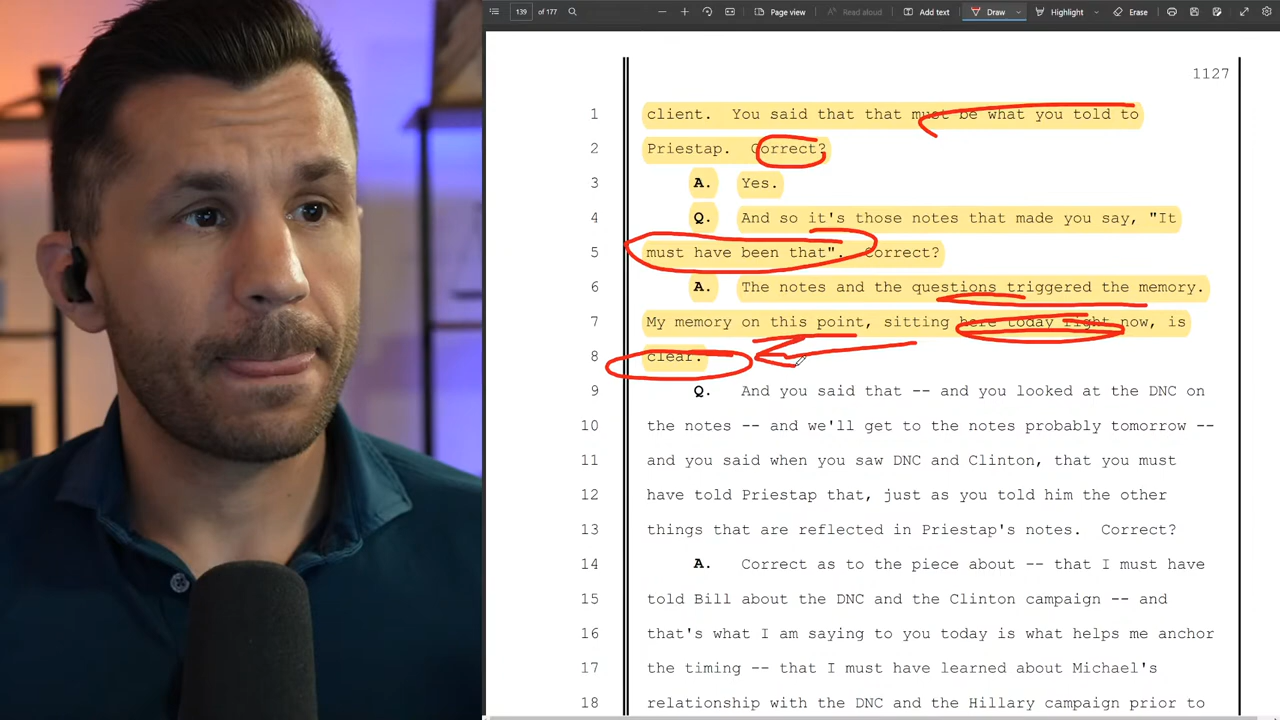 139 of 177 Page view Read aloud Add text Draw Highlight Erase
1127
1 client. You said that that must be what you told to
2 Priestap. Correct?
3 A. Yes.
4 Q. And so it's those notes that made you say, "It
5 must have been that". Correct?
6 A. The notes and the questions triggered the memory.
7 My memory on this point, sitting here today right now, is
8 clear.
9 Q. And you said that -- and you looked at the DNC on
10 the notes -- and we'll get to the notes probably tomorrow --
11 and you said when you saw DNC and Clinton, that you must
12 have told Priestap that, just as you told him the other
13 things that are reflected in Priestap's notes. Correct?
14 A. Correct as to the piece about -- that I must have
15 told Bill about the DNC and the Clinton campaign -- and
16 that's what I am saying to you today is what helps me anchor
17 the timing -- that I must have learned about Michael's
18 relationship with the DNC and the Hillary campaign prior to